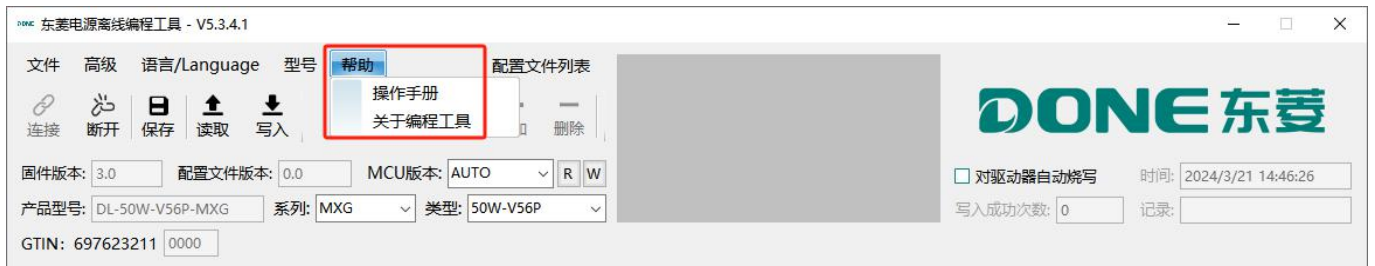 DONE 东菱电源离线编程工具 - V5.3.4.1
文件 高级 语言/Language 型号 帮助 配置文件列表
操作手册
关于编程工具
连接 断开 保存 读取 写入 删除
DONE 东菱
固件版本: 3.0 配置文件版本: 0.0 MCU版本: AUTO R W
对驱动器自动烧写 时间: 2024/3/21 14:46:26
产品型号: DL-50W-V56P-MXG 系列: MXG 类型: 50W-V56P
写入成功次数: 0 记录:
GTIN: 697623211 0000